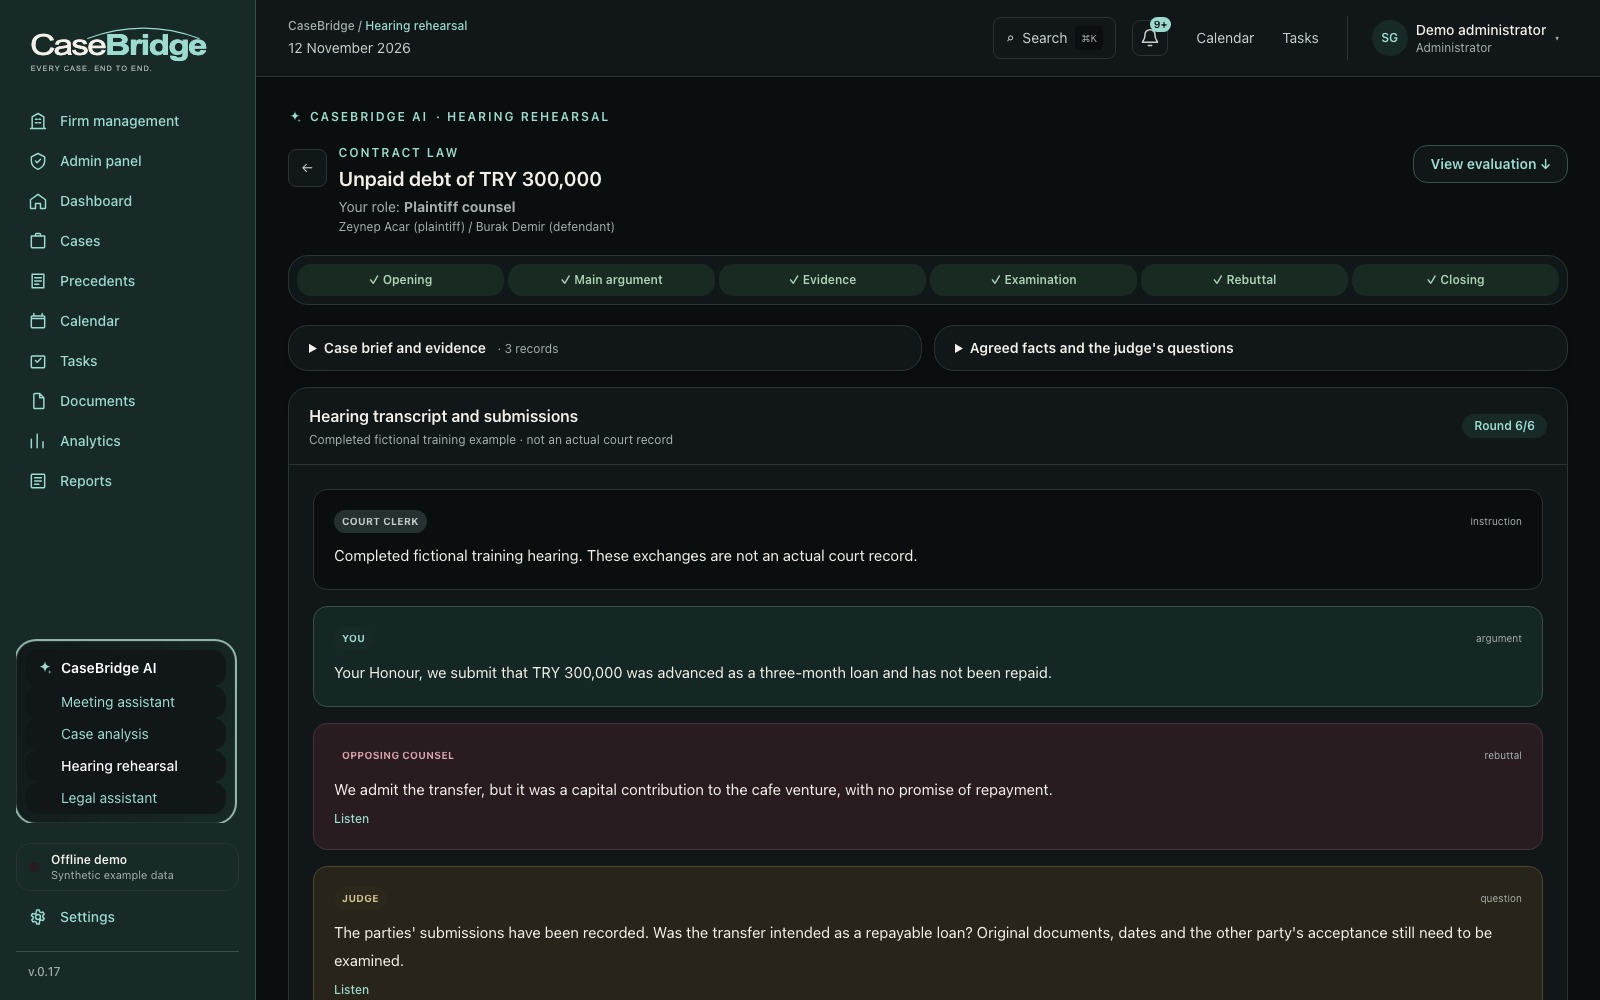 CaseBridge
EVERY CASE. END TO END.
Firm management
Admin panel
Dashboard
Cases
Precedents
Calendar
Tasks
Documents
Analytics
Reports
CaseBridge AI
Meeting assistant
Case analysis
Hearing rehearsal
Legal assistant
Offline demo
Synthetic example data
Settings
v.0.17
CaseBridge / Hearing rehearsal
12 November 2026
Search ⌘K
9+
Calendar
Tasks
SG
Demo administrator
Administrator
CASEBRIDGE AI · HEARING REHEARSAL
←
CONTRACT LAW
Unpaid debt of TRY 300,000
Your role: Plaintiff counsel
Zeynep Acar (plaintiff) / Burak Demir (defendant)
View evaluation ↓
✓ Opening
✓ Main argument
✓ Evidence
✓ Examination
✓ Rebuttal
✓ Closing
▶ Case brief and evidence · 3 records
▶ Agreed facts and the judge's questions
Hearing transcript and submissions
Completed fictional training example · not an actual court record
Round 6/6
COURT CLERK
instruction
Completed fictional training hearing. These exchanges are not an actual court record.
YOU
argument
Your Honour, we submit that TRY 300,000 was advanced as a three-month loan and has not been repaid.
OPPOSING COUNSEL
rebuttal
We admit the transfer, but it was a capital contribution to the cafe venture, with no promise of repayment.
Listen
JUDGE
question
The parties' submissions have been recorded. Was the transfer intended as a repayable loan? Original documents, dates and the other party's acceptance still need to be
examined.
Listen